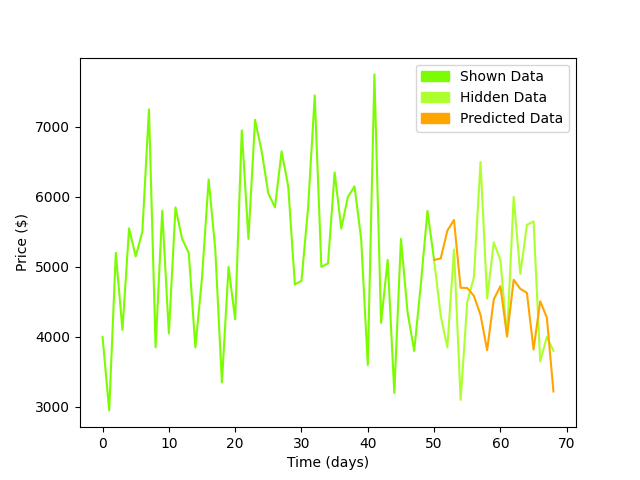 Shown Data
Hidden Data
Predicted Data
7000
6000
5000
4000
3000
Price ($)
0 10 20 30 40 50 60 70
Time (days)